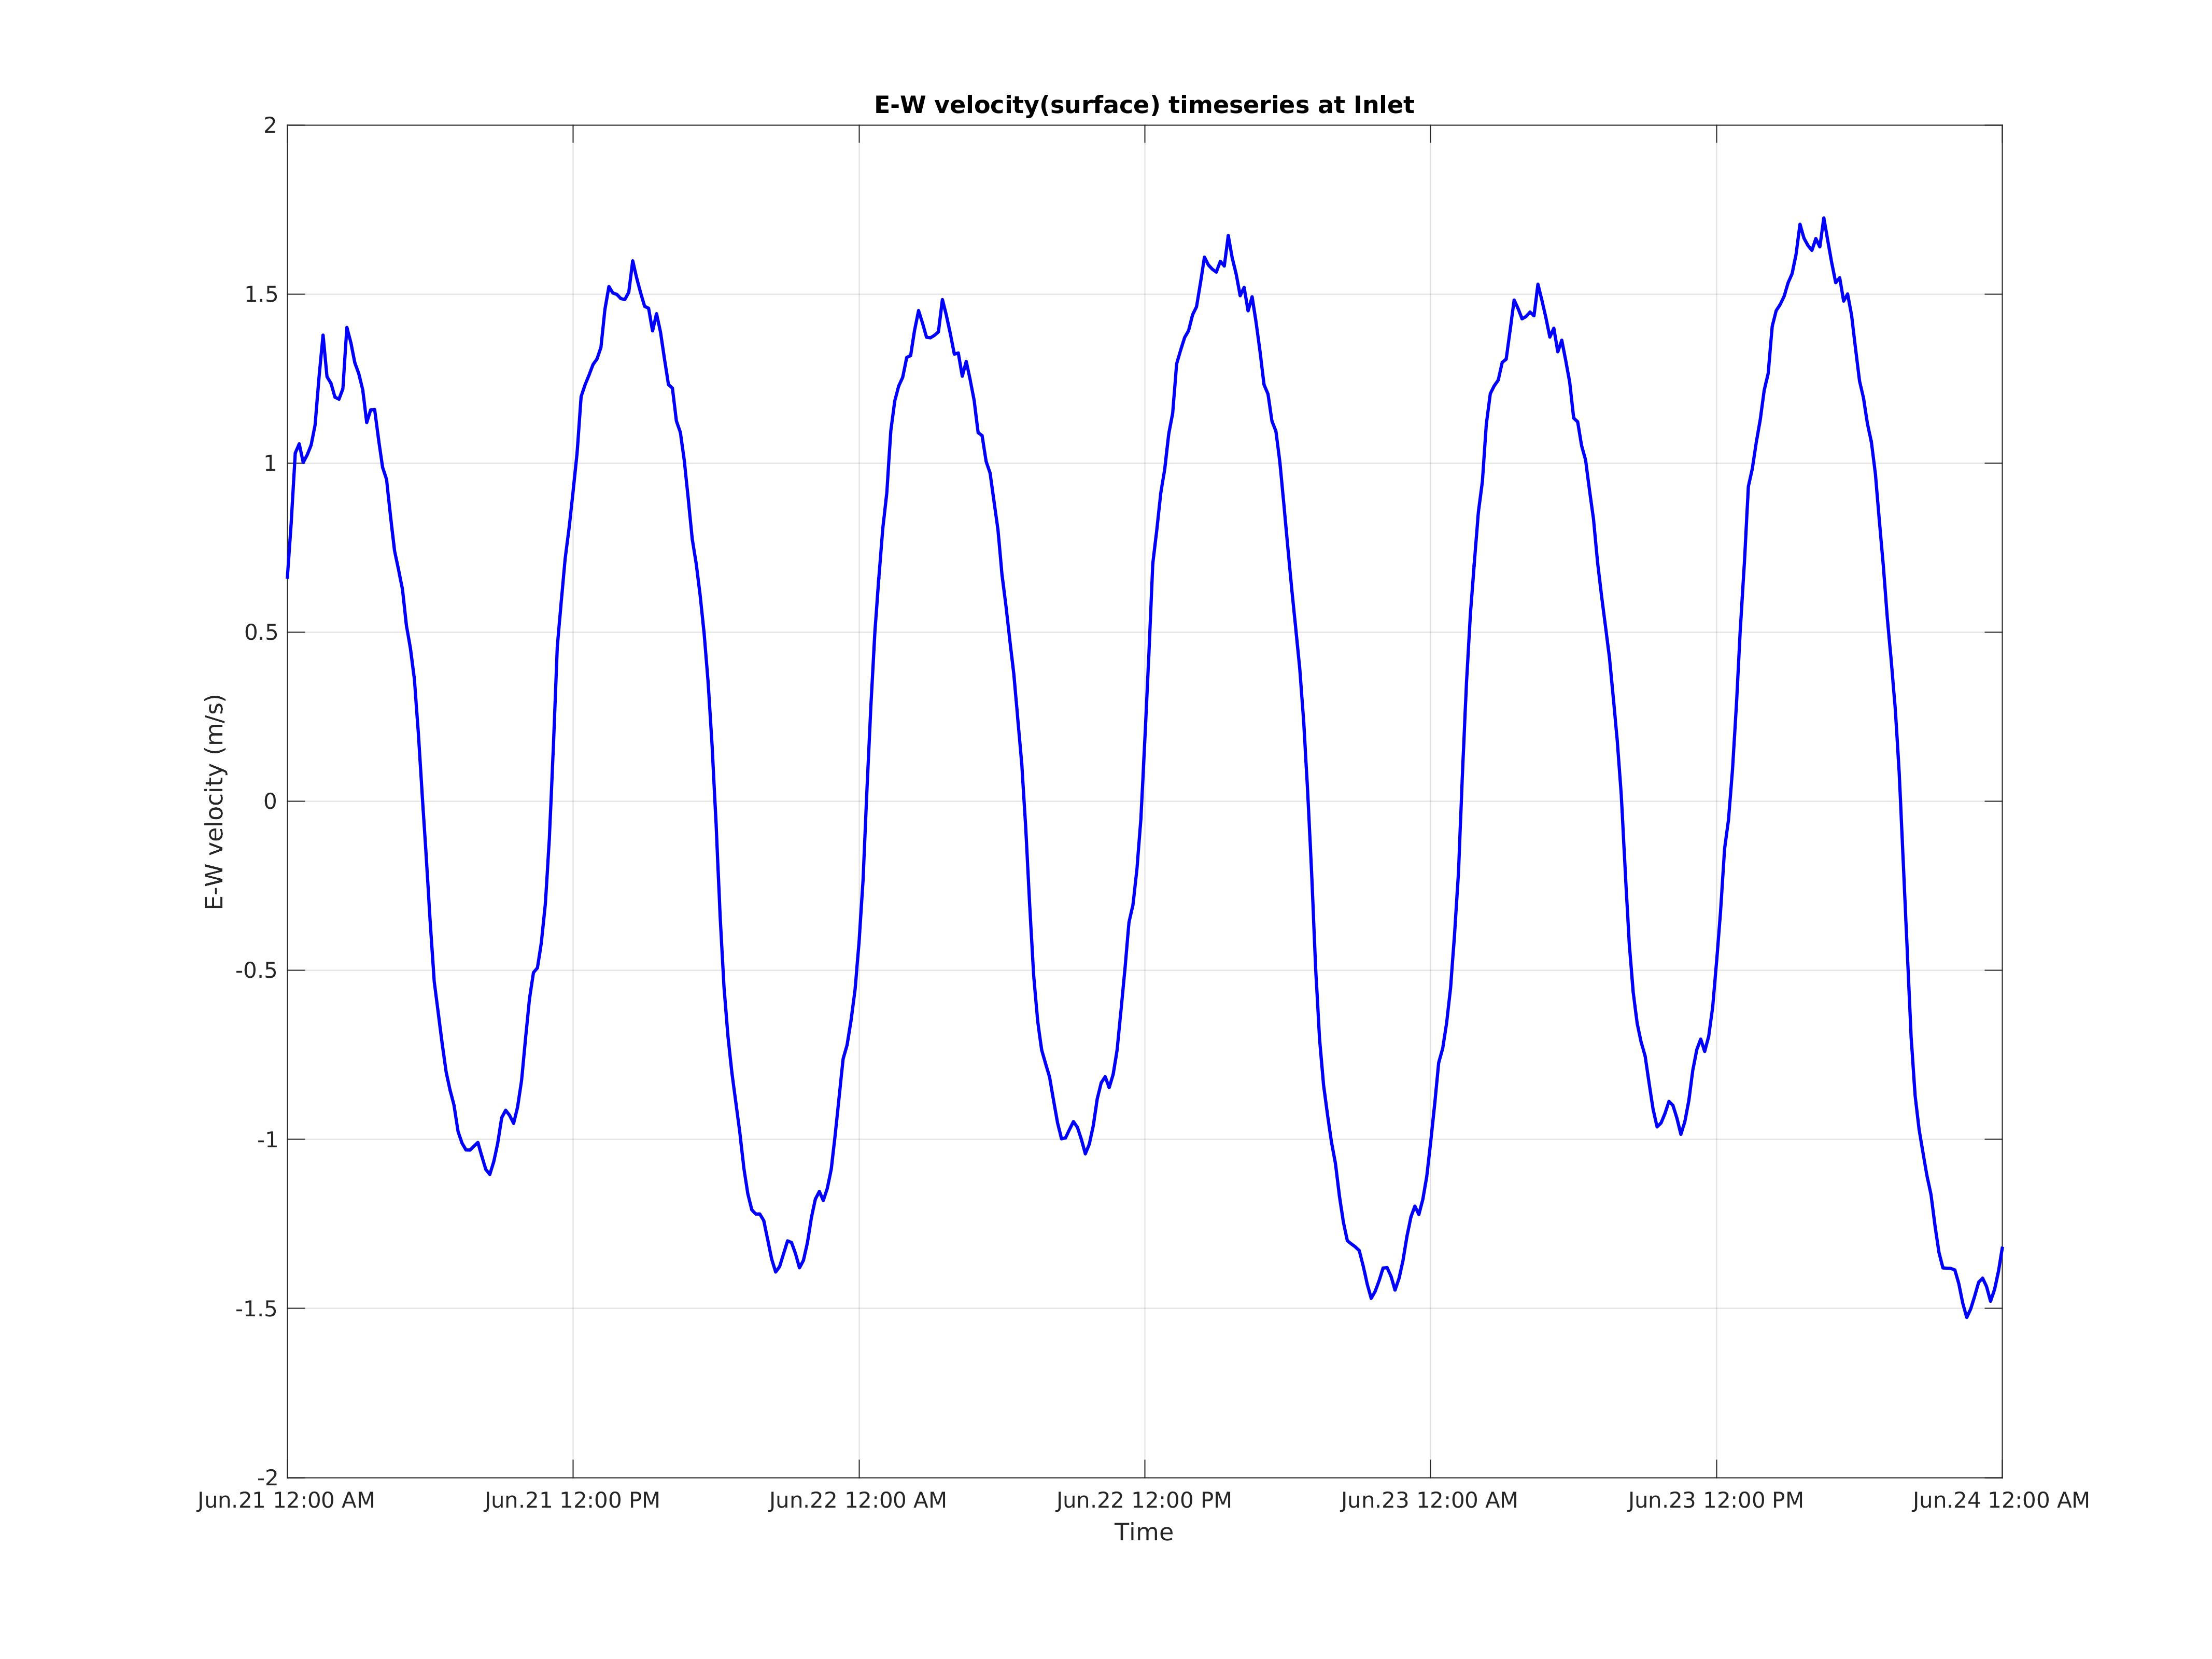 E-W velocity(surface) timeseries at Inlet
2
1.5
1
0.5
0
-0.5
-1
-1.5
-2
E-W velocity (m/s)
Jun.21 12:00 AM
Jun.21 12:00 PM
Jun.22 12:00 AM
Jun.22 12:00 PM
Jun.23 12:00 AM
Jun.23 12:00 PM
Jun.24 12:00 AM
Time